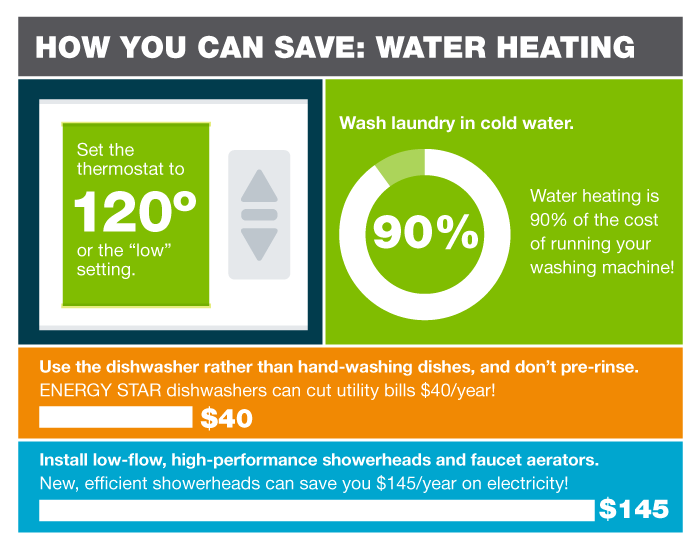 HOW YOU CAN SAVE: WATER HEATING
Set the
thermostat to
120º
or the “low”
setting.
Wash laundry in cold water.
90%
Water heating is
90% of the cost
of running your
washing machine!
Use the dishwasher rather than hand-washing dishes, and don’t pre-rinse.
ENERGY STAR dishwashers can cut utility bills $40/year!
$40
Install low-flow, high-performance showerheads and faucet aerators.
New, efficient showerheads can save you $145/year on electricity!
$145